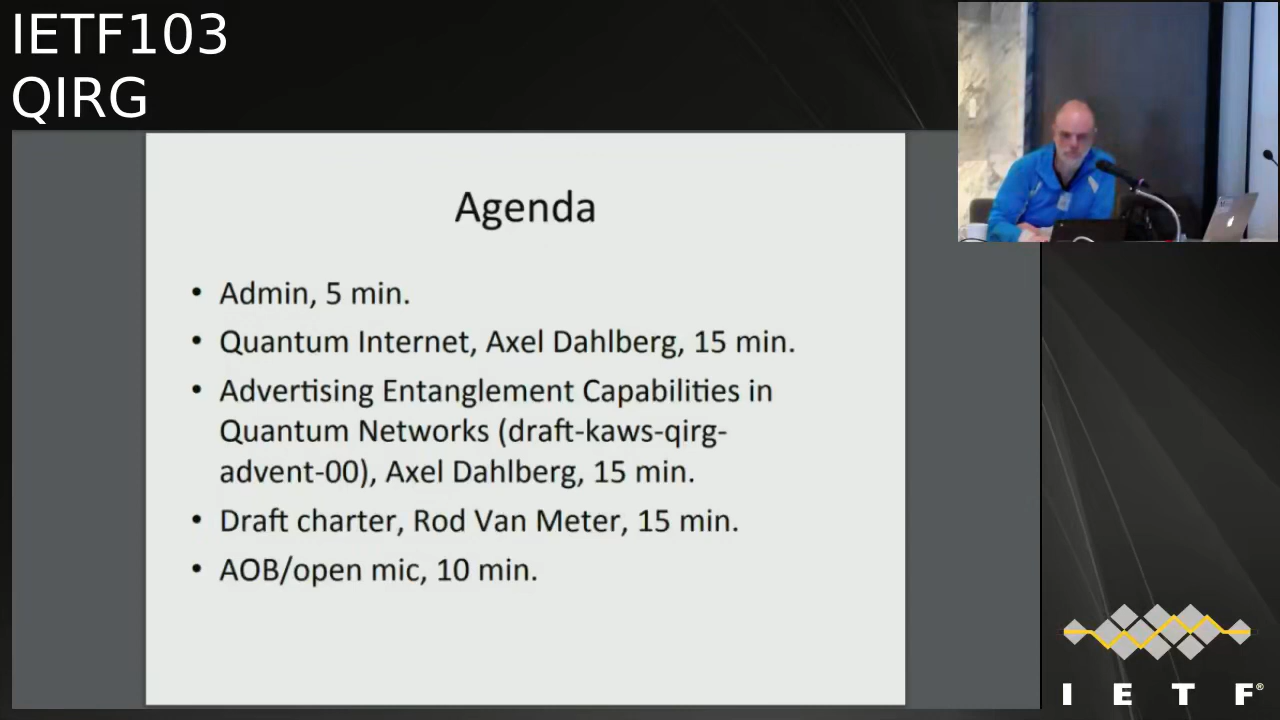 IETF103
QIRG
Agenda
• Admin, 5 min.
• Quantum Internet, Axel Dahlberg, 15 min.
• Advertising Entanglement Capabilities in
Quantum Networks (draft-kaws-qirg-
advent-00), Axel Dahlberg, 15 min.
• Draft charter, Rod Van Meter, 15 min.
• AOB/open mic, 10 min.
I E T F®